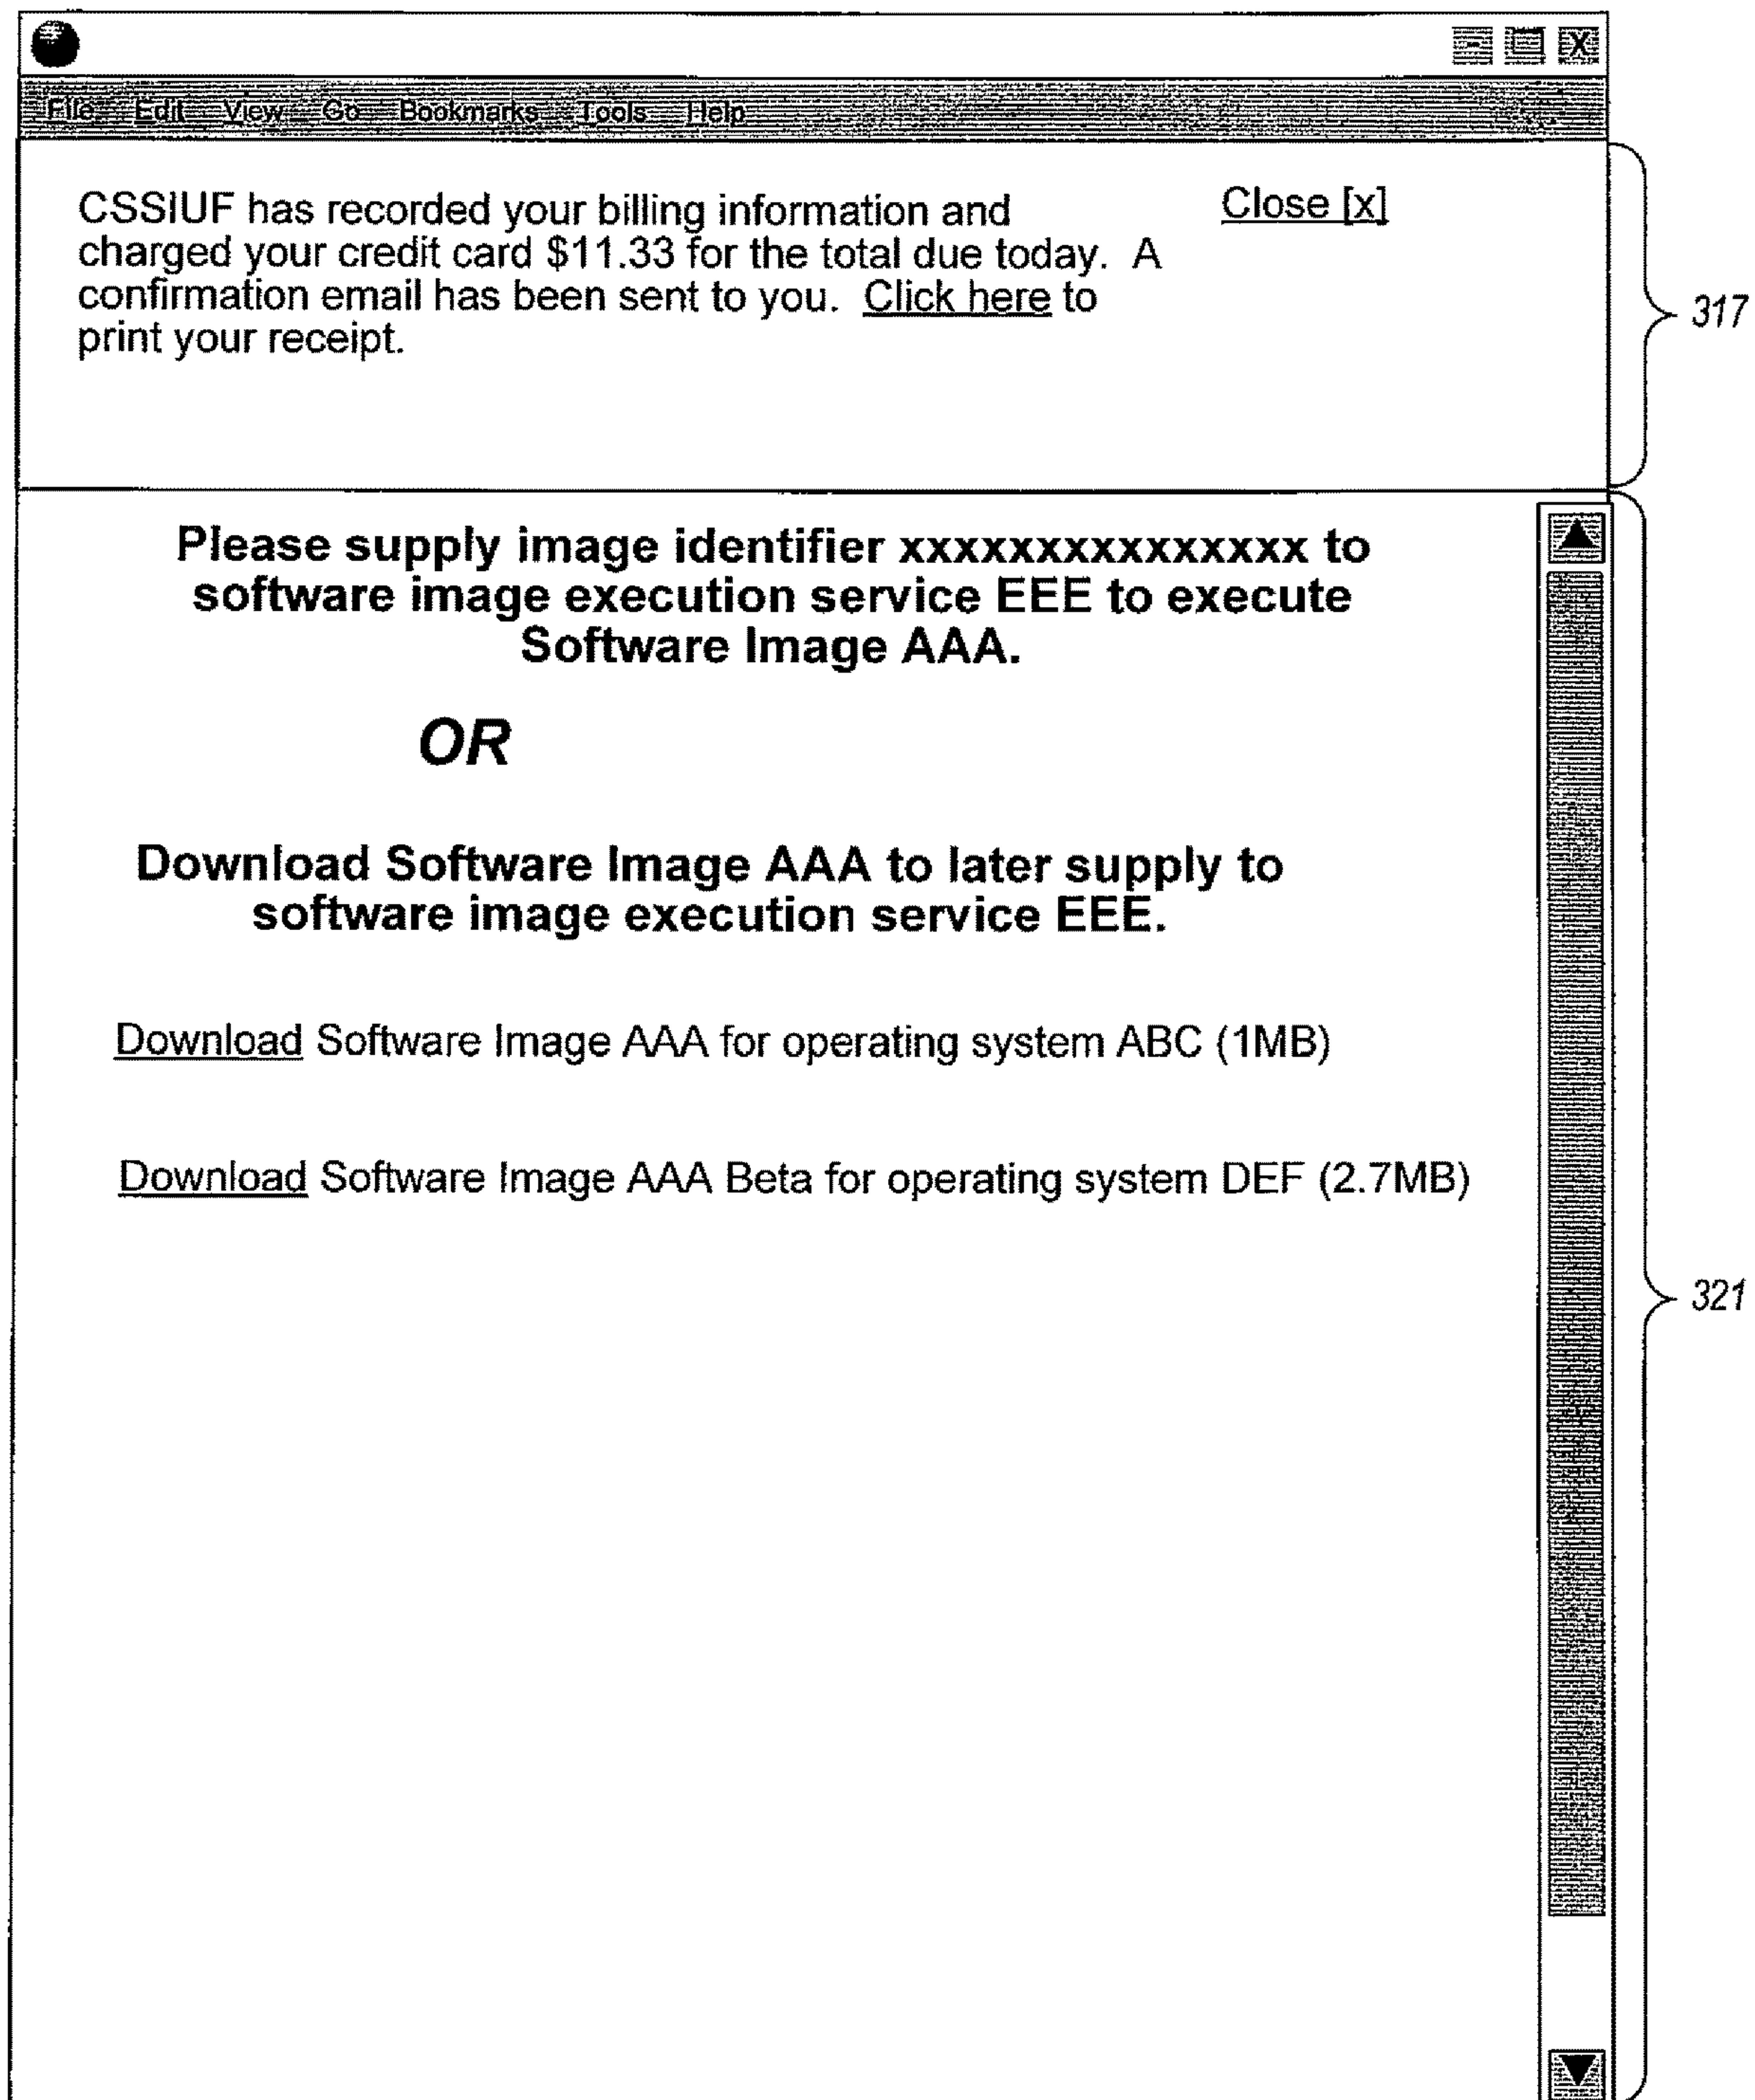 X
File Edit View Go Bookmarks Tools Help
CSSIUF has recorded your billing information and
charged your credit card $11.33 for the total due today. A
confirmation email has been sent to you. Click here to
print your receipt.
Close [x]
317
Please supply image identifier xxxxxxxxxxxxxxx to
software image execution service EEE to execute
Software Image AAA.
OR
Download Software Image AAA to later supply to
software image execution service EEE.
Download Software Image AAA for operating system ABC (1MB)
Download Software Image AAA Beta for operating system DEF (2.7MB)
321